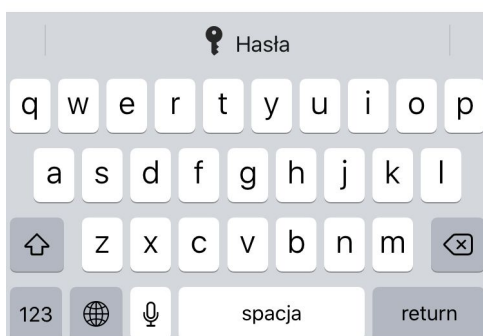 Hasła
q w e r t y u i o p
a s d f g h j k l
z x c v b n m
123 spacja return